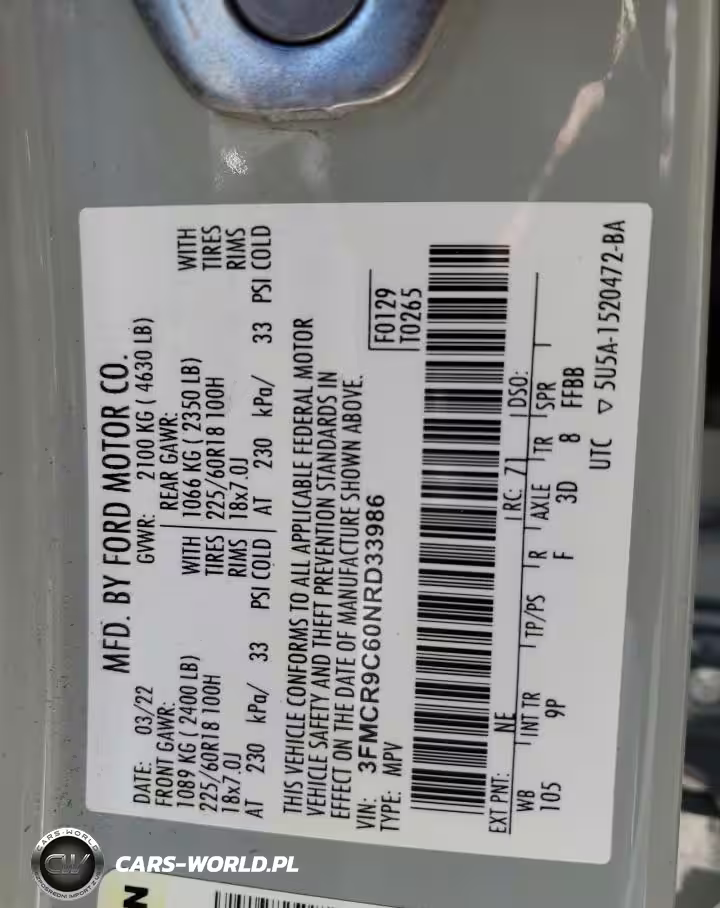 MFD. BY FORD MOTOR CO.
DATE: 03/22 GVWR: 2100 KG ( 4630 LB)
FRONT GAWR: REAR GAWR:
1089 KG ( 2400 LB) WITH 1066 KG ( 2350 LB) WITH
225/60R18 100H TIRES 225/60R18 100H TIRES
18x7.0J RIMS 18x7.0J RIMS
AT 230 kPa/ 33 PSI COLD AT 230 kPa/ 33 PSI COLD
THIS VEHICLE CONFORMS TO ALL APPLICABLE FEDERAL MOTOR
VEHICLE SAFETY AND THEFT PREVENTION STANDARDS IN
EFFECT ON THE DATE OF MANUFACTURE SHOWN ABOVE.
VIN: 3FMCR9C60NRD33986 F0129
TYPE: MPV T0265
EXT PNT: NE RC: 71 DSO:
WB INT TR TP/PS R AXLE TR SPR
105 9P F 3D 8 FFBB
UTC ▽ 5U5A-1520472-BA
CARS-WORLD
CW
CARS-WORLD.PL
N